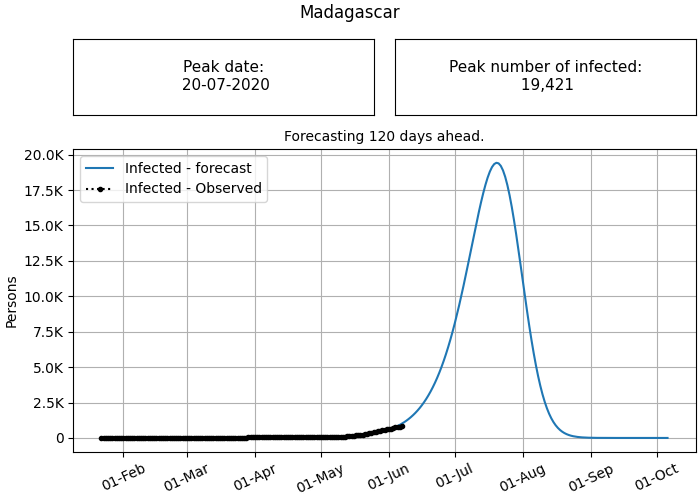 Madagascar
Peak date:
20-07-2020
Peak number of infected:
19,421
Forecasting 120 days ahead.
Infected - forecast
Infected - Observed
Persons
20.0K
17.5K
15.0K
12.5K
10.0K
7.5K
5.0K
2.5K
0
01-Feb
01-Mar
01-Apr
01-May
01-Jun
01-Jul
01-Aug
01-Sep
01-Oct